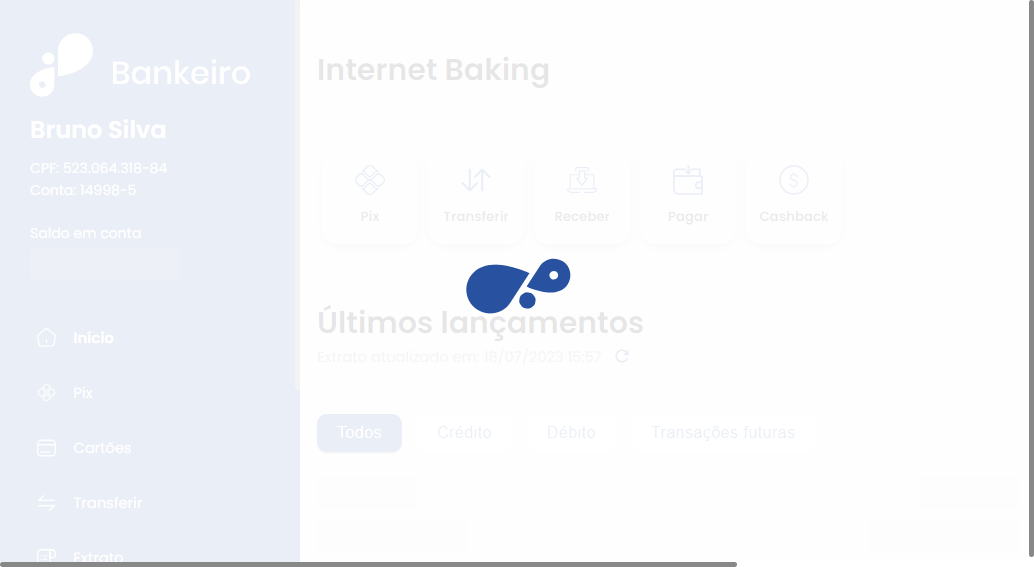 Bankeiro
Bruno Silva
CPF: 523.064.318-84
Conta: 14998-5
Saldo em conta
Início
Pix
Cartões
Transferir
Extrato
Internet Baking
Pix
Transferir
Receber
Pagar
Cashback
Últimos lançamentos
Extrato atualizado em: 18/07/2023 15:57
Todos
Crédito
Débito
Transações futuras